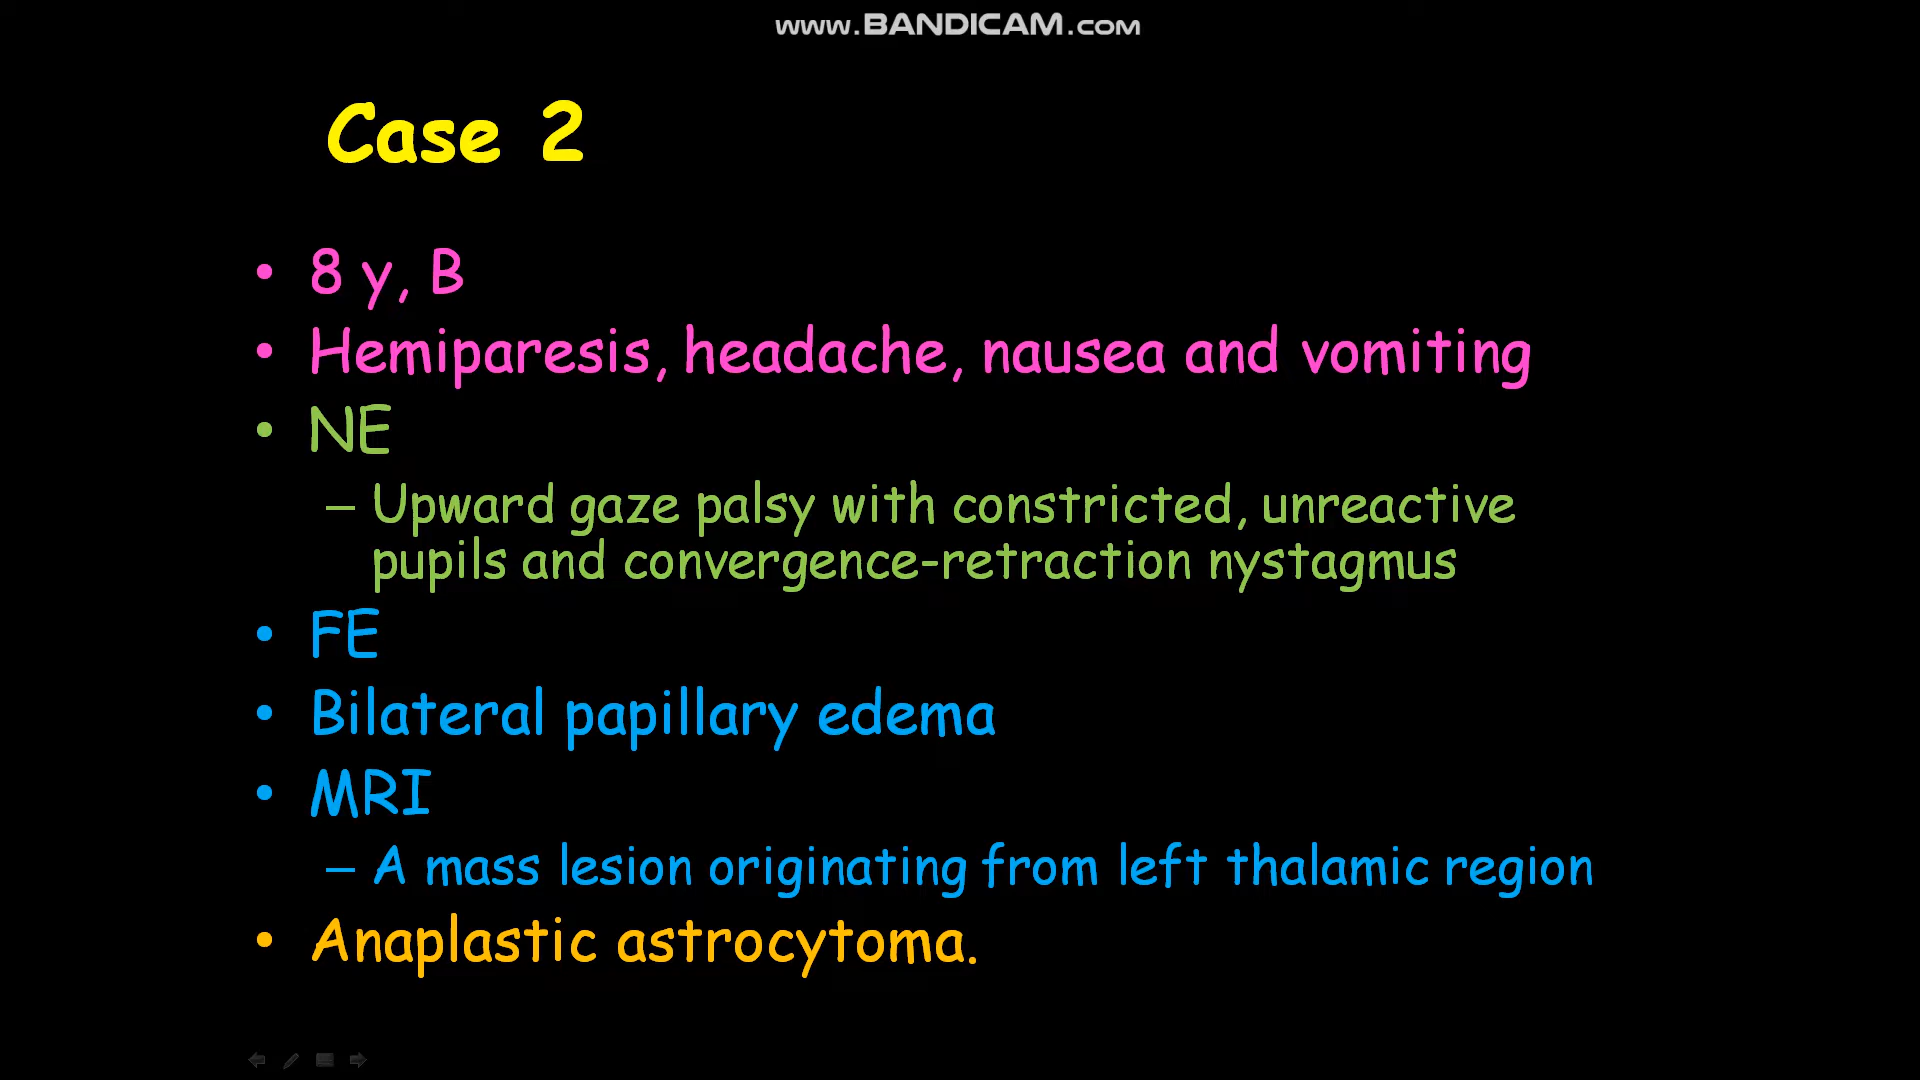 www.BANDICAM.com
Case 2
• 8 y, B
• Hemiparesis, headache, nausea and vomiting
• NE
– Upward gaze palsy with constricted, unreactive
pupils and convergence-retraction nystagmus
• FE
• Bilateral papillary edema
• MRI
– A mass lesion originating from left thalamic region
• Anaplastic astrocytoma.